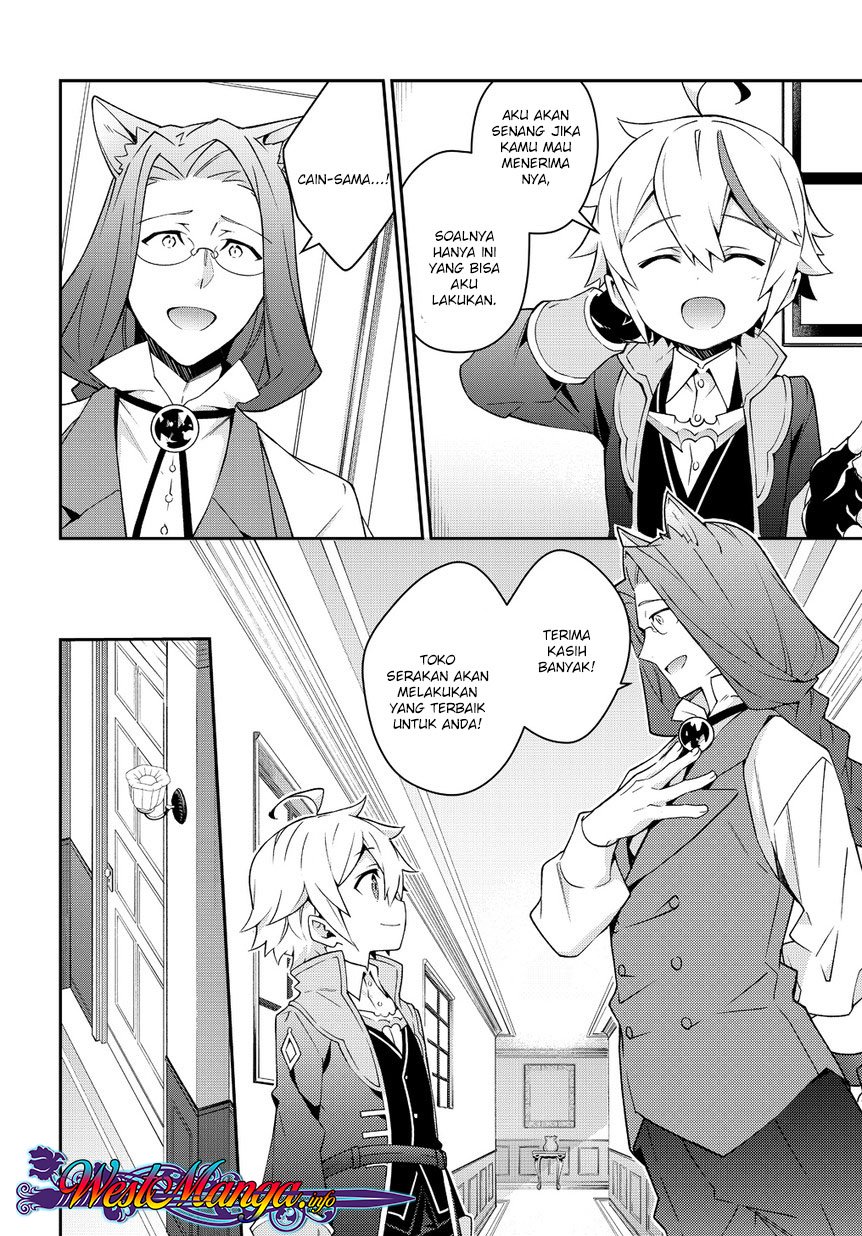 AKU AKAN
SENANG JIKA
KAMU MAU
MENERIMA
NYA,
SOALNYA
HANYA INI
YANG BISA
AKU
LAKUKAN.
CAIN-SAMA...!
TERIMA
KASIH
BANYAK!
TOKO
SERAKAN AKAN
MELAKUKAN
YANG TERBAIK
UNTUK ANDA!
WestManga.info